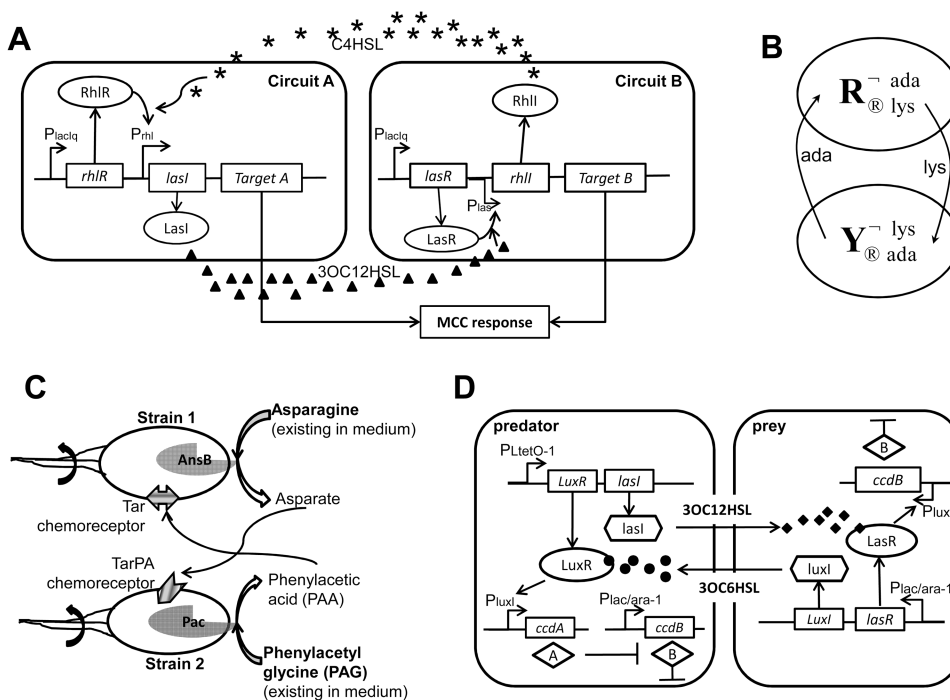 A
C4HSL
Circuit A
RhlR
PlacIq
Prhl
rhlR
lasI
Target A
LasI
Circuit B
RhlI
PlacIq
lasR
rhlI
Target B
Plas
LasR
3OC12HSL
MCC response
B
R ¬ ada
® lys
ada
lys
Y ¬ lys
® ada
C
Strain 1
Asparagine
(existing in medium)
AnsB
Tar
chemoreceptor
Asparate
TarPA
chemoreceptor
Phenylacetic
acid (PAA)
Pac
Strain 2
Phenylacetyl
glycine (PAG)
(existing in medium)
D
predator
PLtetO-1
LuxR
lasI
lasI
LuxR
PluxI
Plac/ara-1
ccdA
ccdB
A
B
3OC12HSL
3OC6HSL
prey
B
ccdB
Plux
LasR
luxI
Plac/ara-1
LuxI
lasR